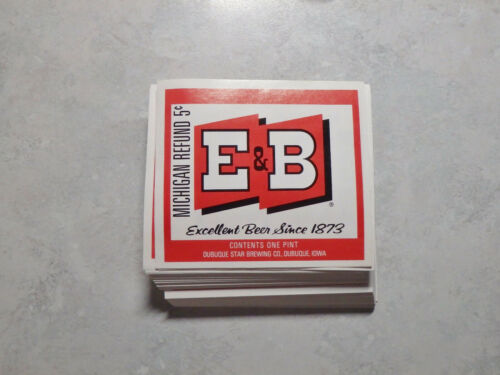 MICHIGAN REFUND 5¢
E&B
®
Excellent Beer Since 1873
CONTENTS ONE PINT
DUBUQUE STAR BREWING CO., DUBUQUE, IOWA